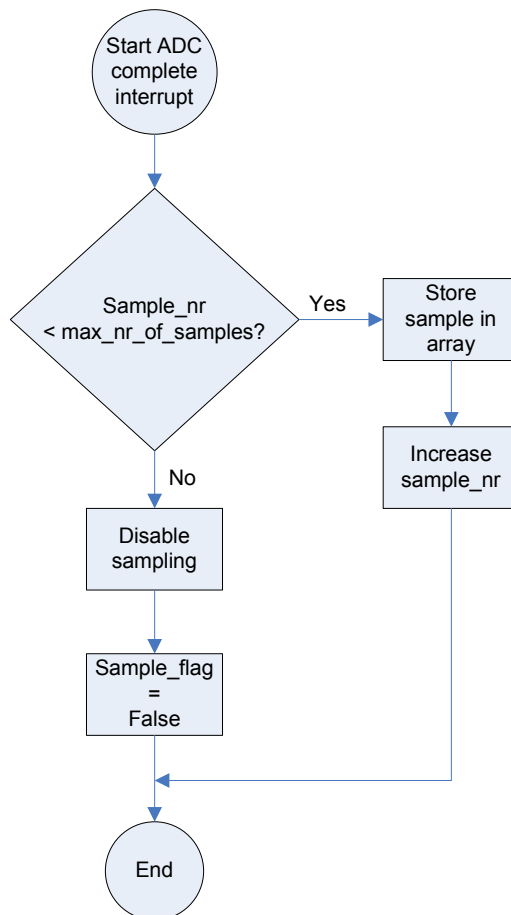 Start ADC
complete
interrupt
Sample_nr
< max_nr_of_samples?
Yes
Store
sample in
array
Increase
sample_nr
No
Disable
sampling
Sample_flag
=
False
End